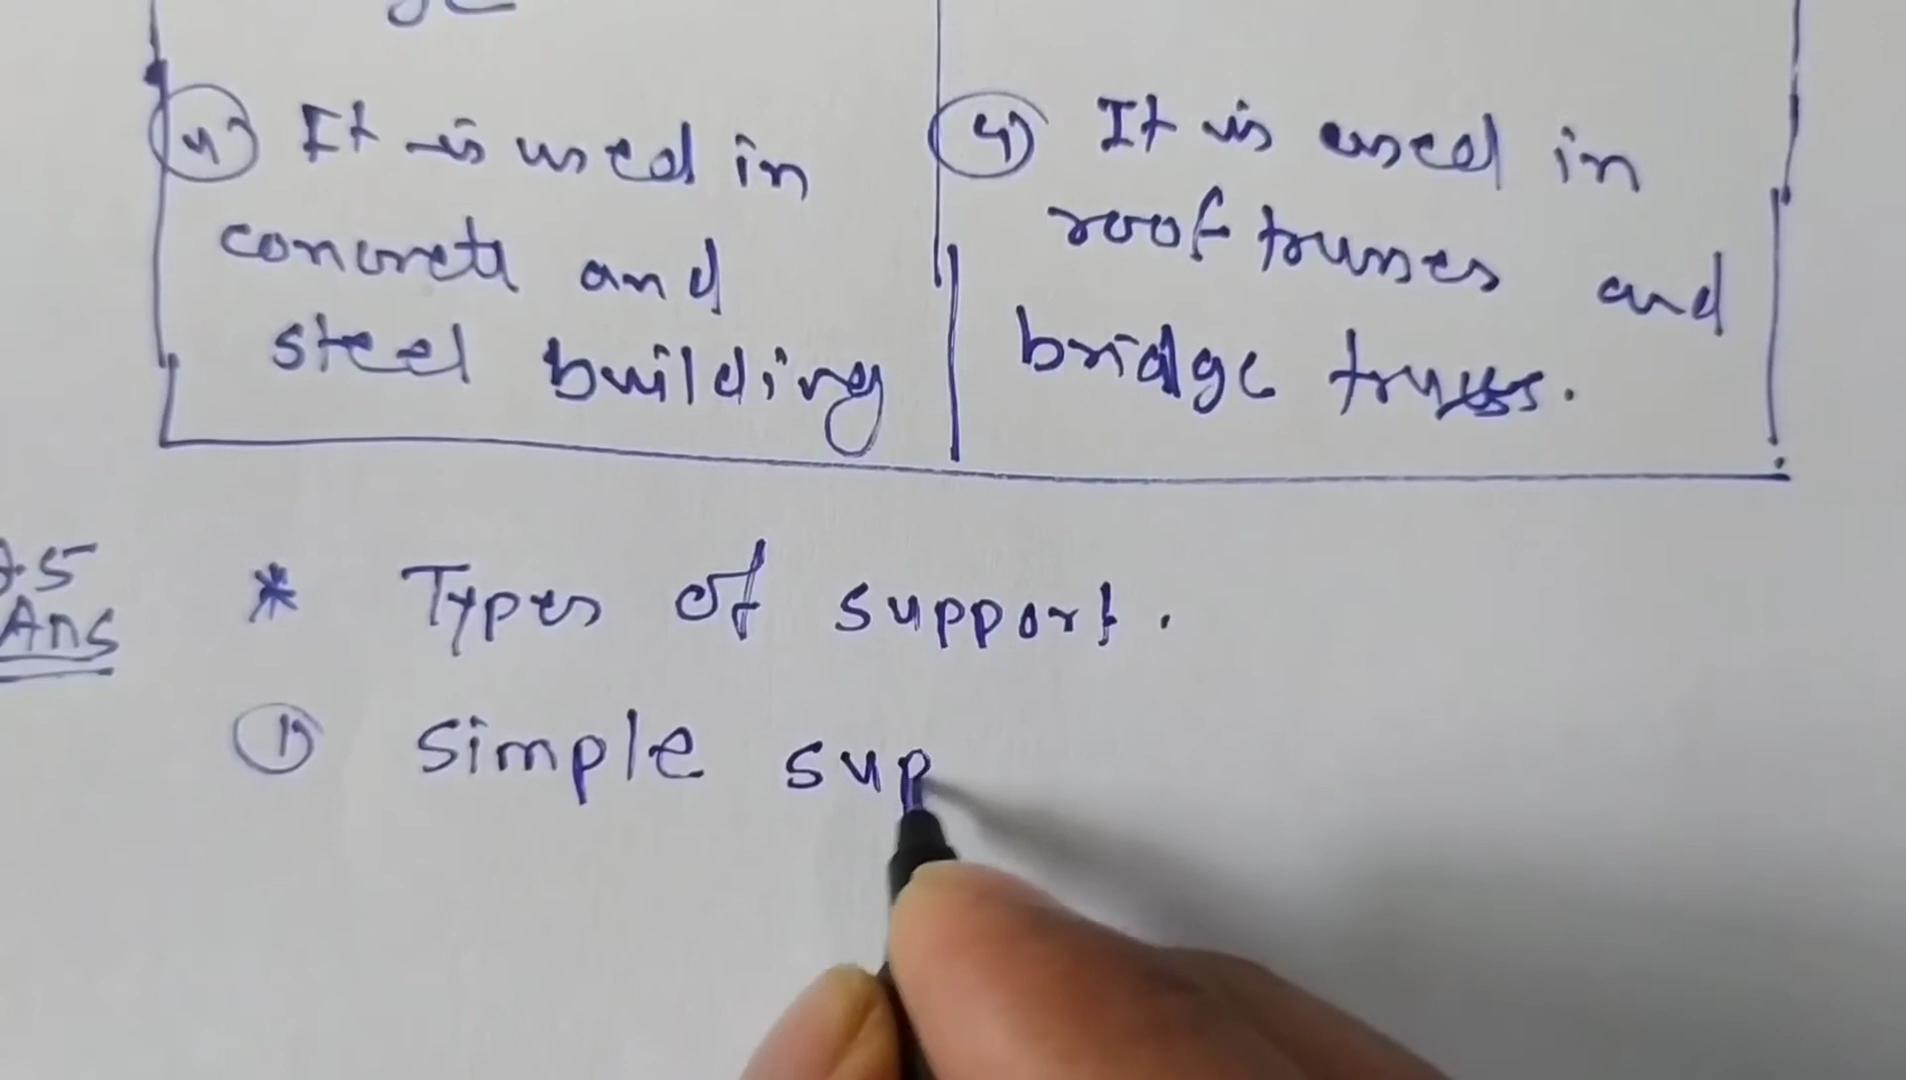 4) It is used in
concrete and
steel building
4) It is used in
roof trusses and
bridge truss.
5
Ans
* Types of support.
1) Simple sup